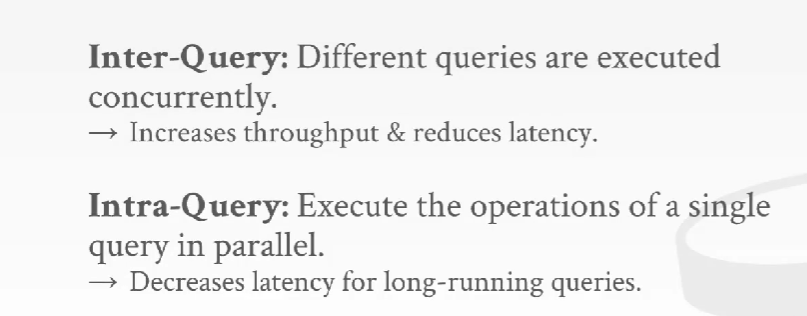 Inter-Query: Different queries are executed
concurrently.
→ Increases throughput & reduces latency.
Intra-Query: Execute the operations of a single
query in parallel.
→ Decreases latency for long-running queries.